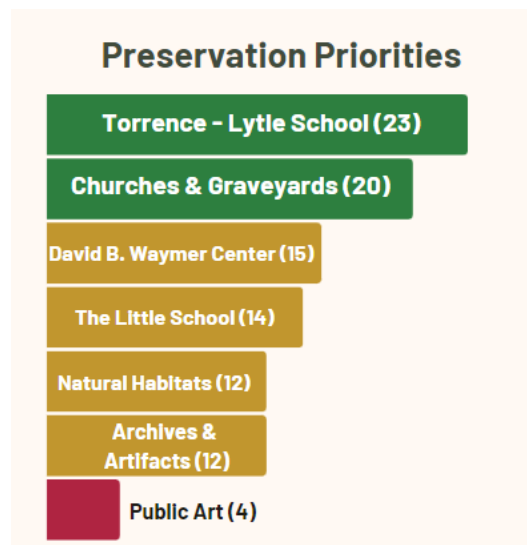 Preservation Priorities
Torrence - Lytle School (23)
Churches & Graveyards (20)
David B. Waymer Center (15)
The Little School (14)
Natural Habitats (12)
Archives &
Artifacts (12)
Public Art (4)